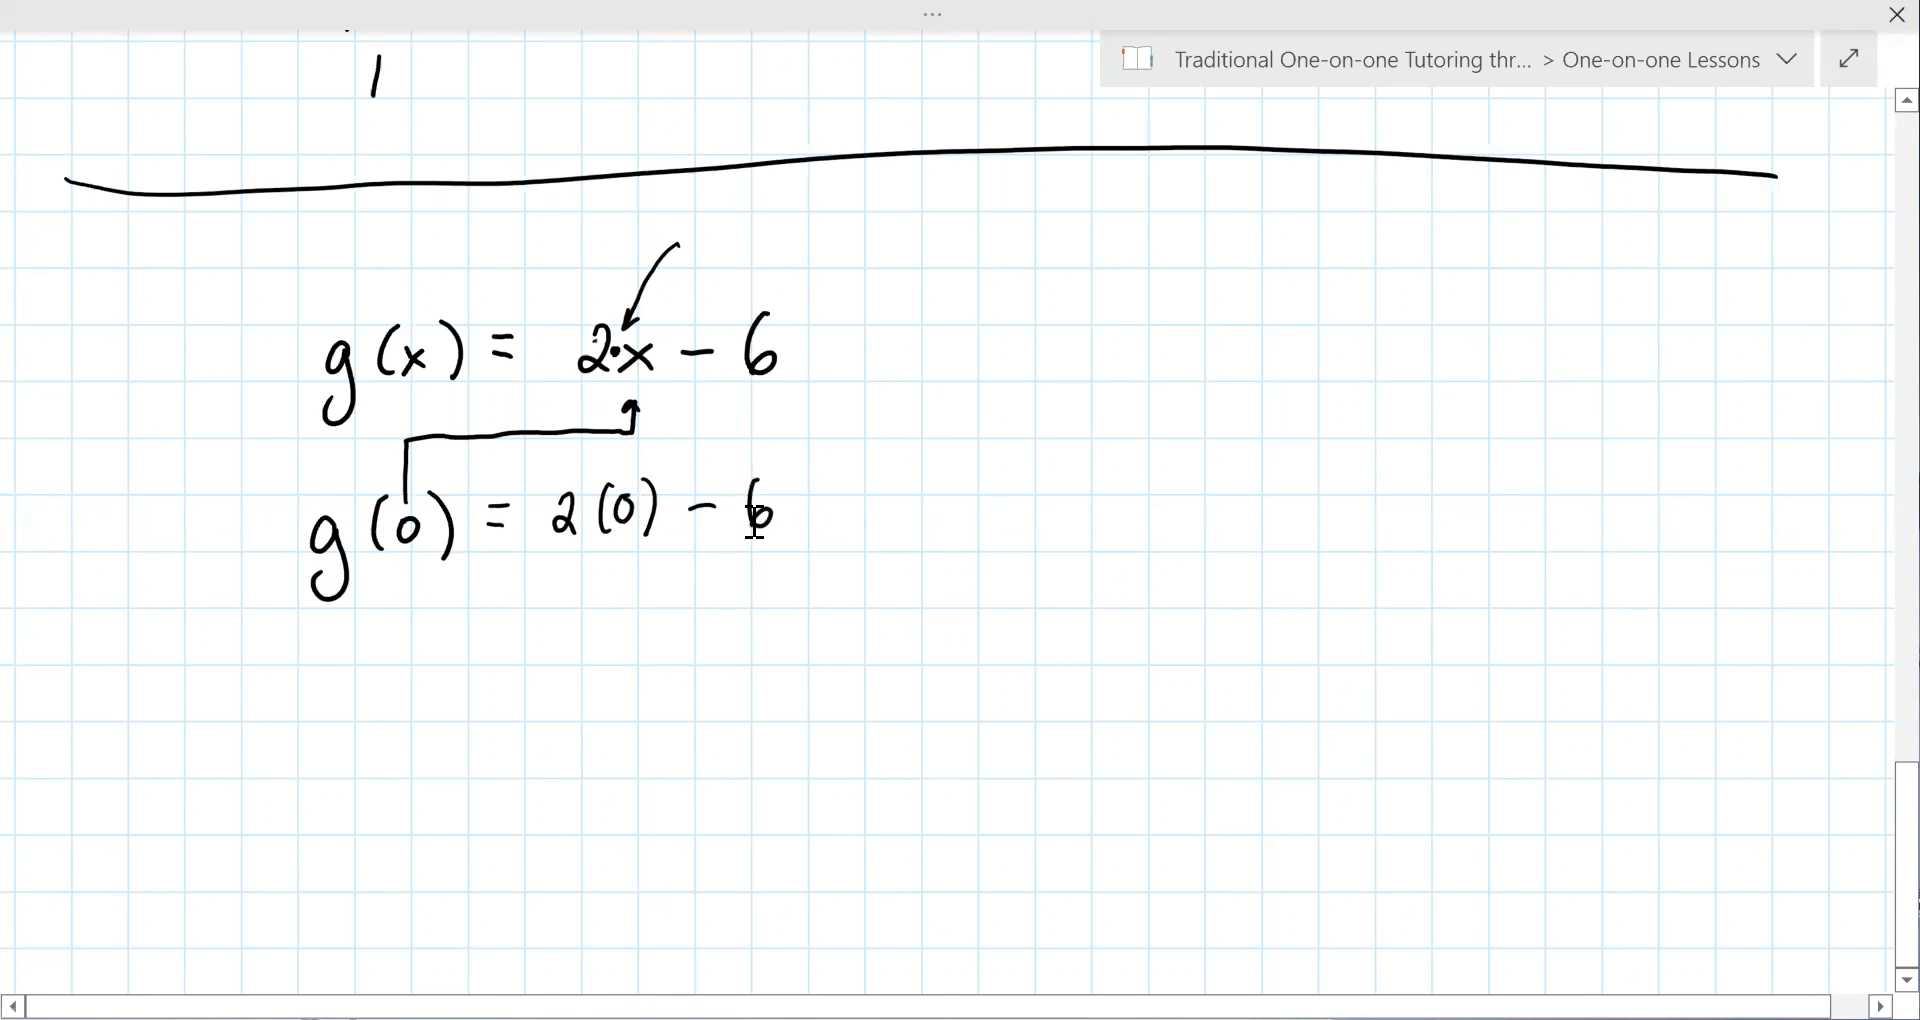 ...
Traditional One-on-one Tutoring thr... > One-on-one Lessons
1
g(x) = 2·x - 6
g(0) = 2(0) - 6